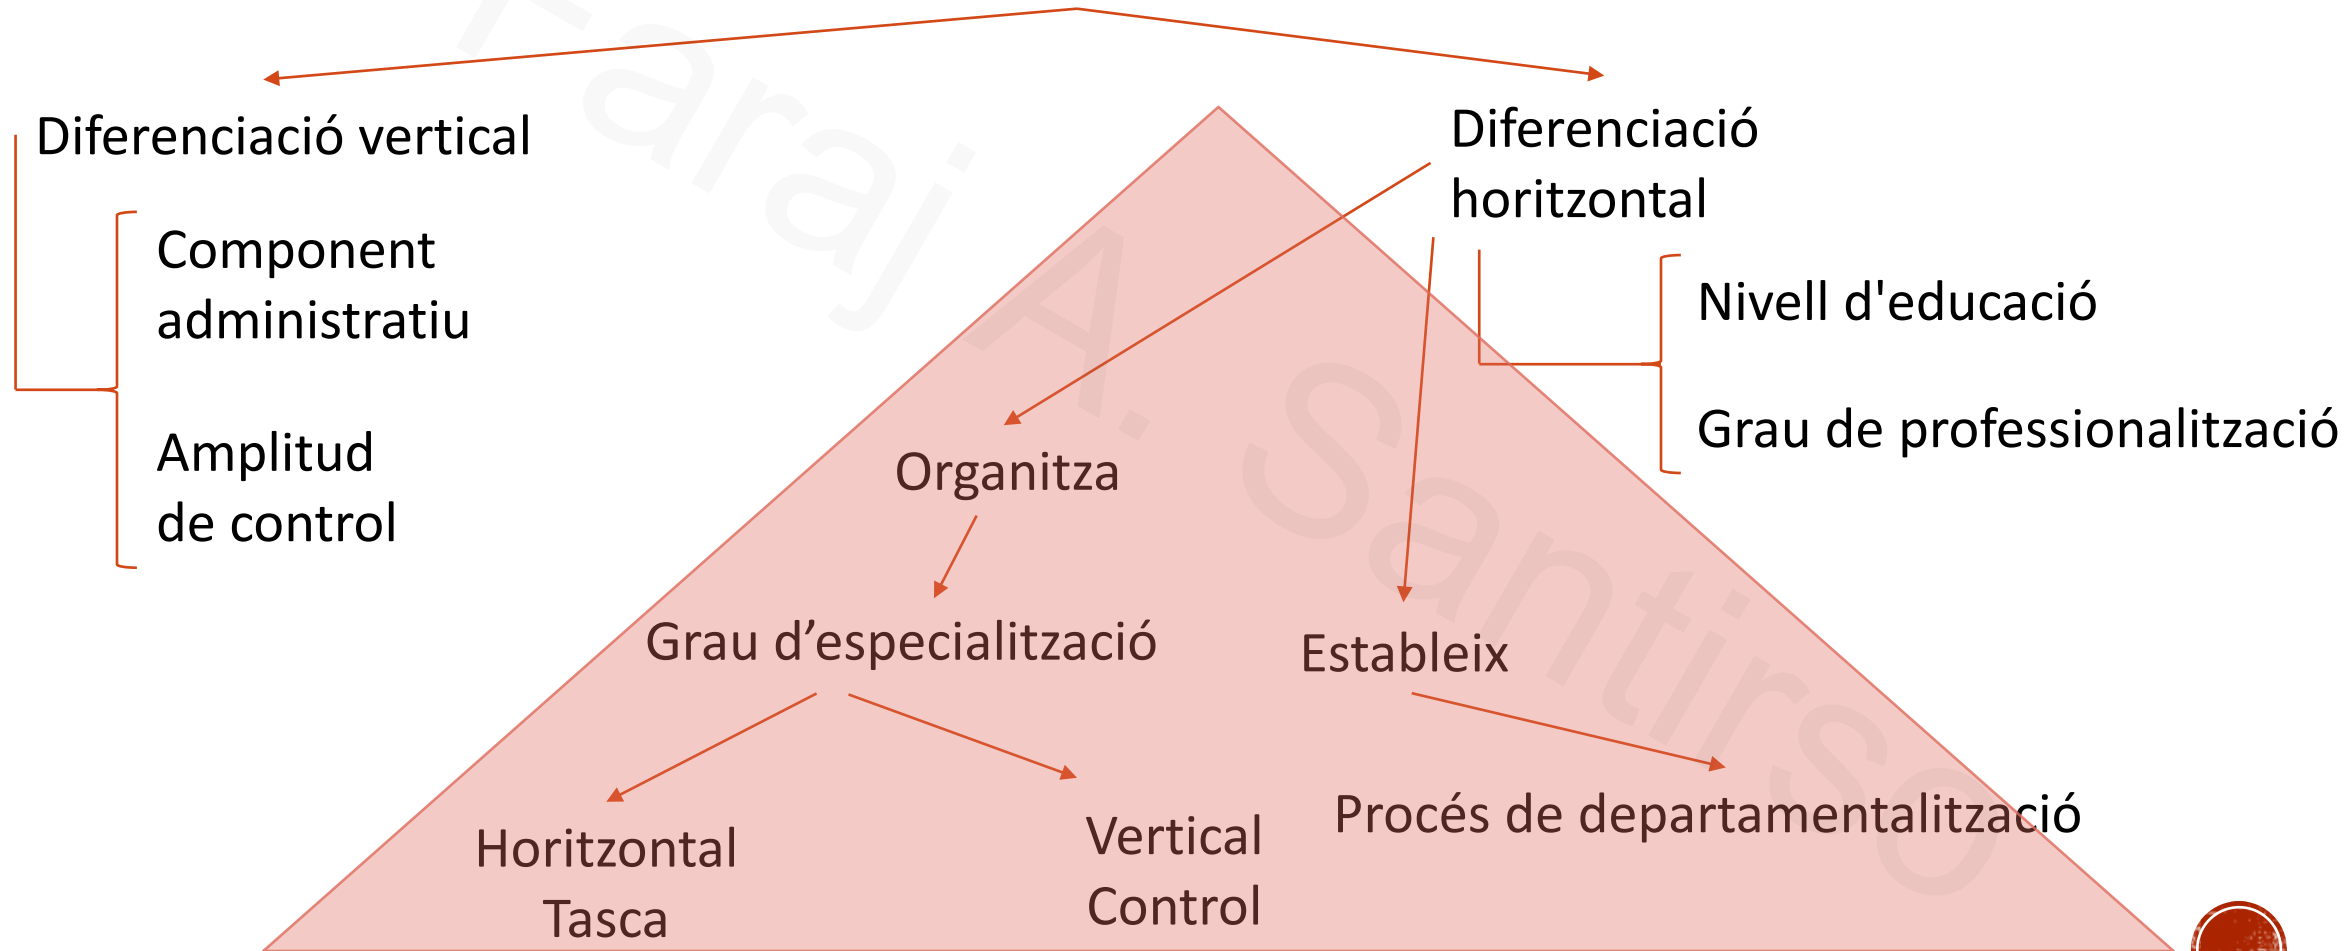 Diferenciació vertical
Component
administratiu
Amplitud
de control
Diferenciació
horitzontal
Nivell d'educació
Grau de professionalització
Organitza
Grau d’especialització
Estableix
Horitzontal
Tasca
Vertical
Control
Procés de departamentalització
Faraj A. Santirso